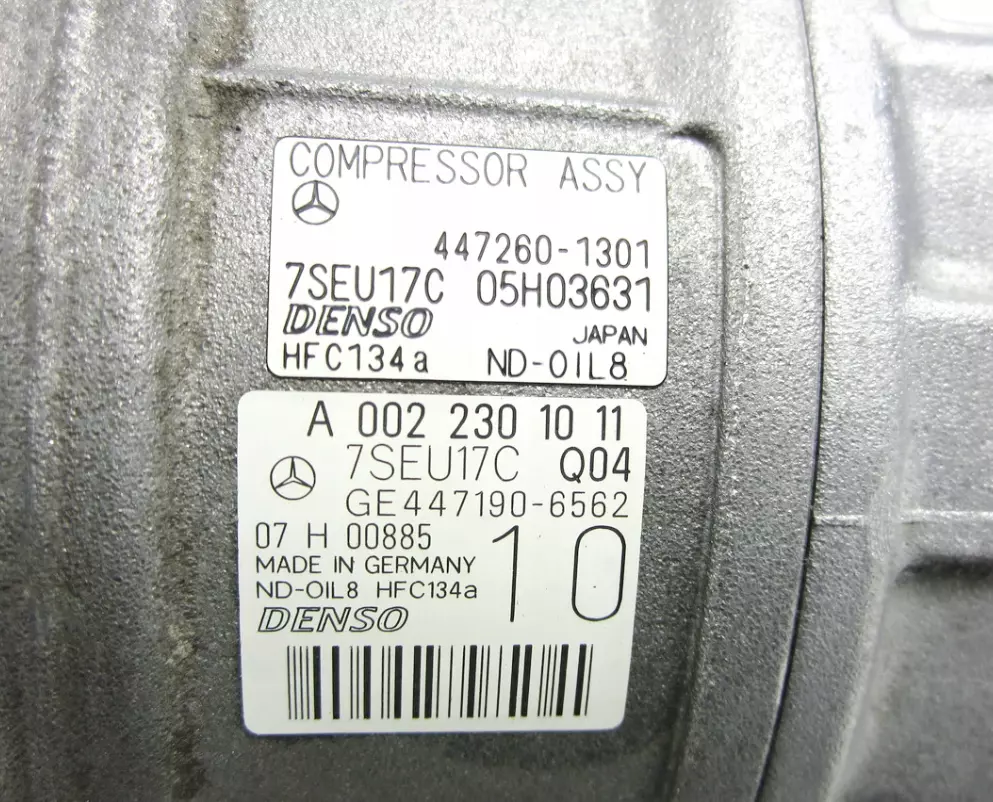 COMPRESSOR ASSY
447260-1301
7SEU17C 05H03631
DENSO JAPAN
HFC134a ND-OIL8
A 002 230 10 11
7SEU17C Q04
GE447190-6562
07 H 00885
10
MADE IN GERMANY
ND-OIL8 HFC134a
DENSO